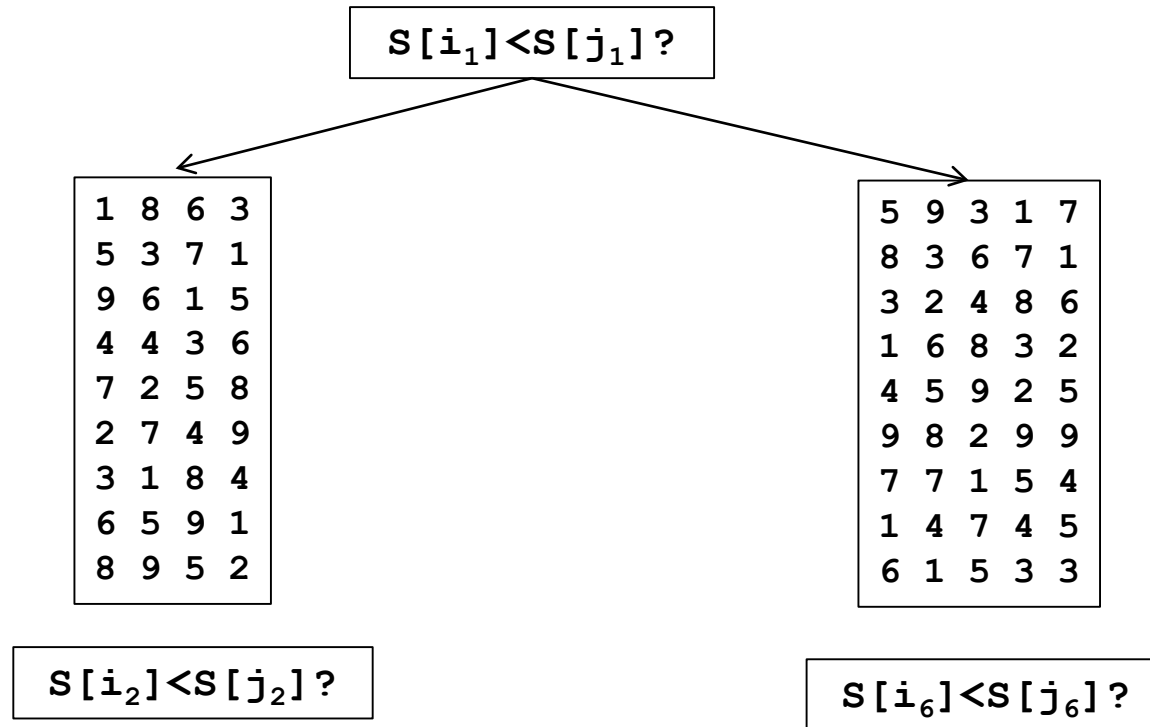 S[i₁]<S[j₁]?
1 8 6 3
5 3 7 1
9 6 1 5
4 4 3 6
7 2 5 8
2 7 4 9
3 1 8 4
6 5 9 1
8 9 5 2
5 9 3 1 7
8 3 6 7 1
3 2 4 8 6
1 6 8 3 2
4 5 9 2 5
9 8 2 9 9
7 7 1 5 4
1 4 7 4 5
6 1 5 3 3
S[i₂]<S[j₂]?
S[i₆]<S[j₆]?